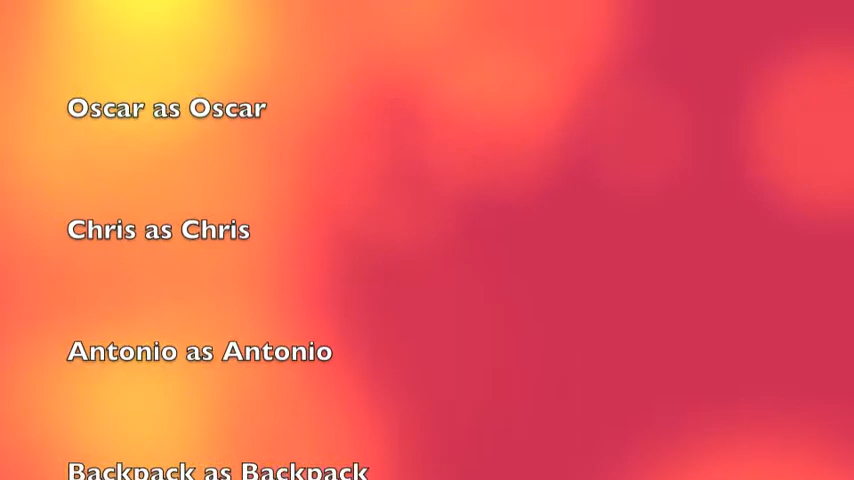 Oscar as Oscar
Chris as Chris
Antonio as Antonio
Backpack as Backpack